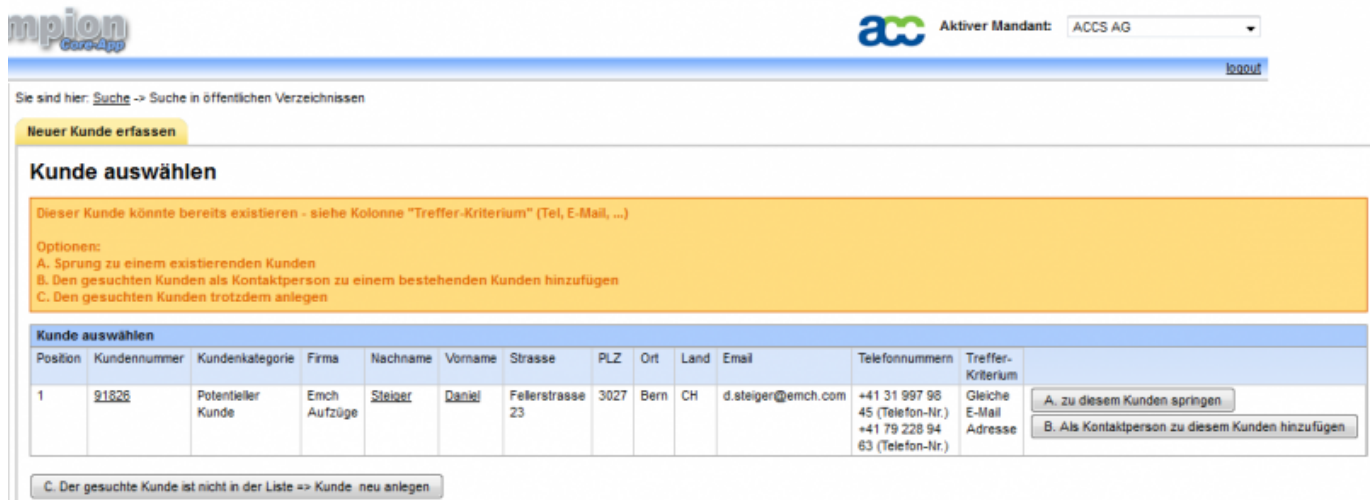 mpion
Core-App
acc
Aktiver Mandant: ACCS AG
logout
Sie sind hier: Suche -> Suche in öffentlichen Verzeichnissen
Neuer Kunde erfassen
Kunde auswählen
Dieser Kunde könnte bereits existieren - siehe Kolonne "Treffer-Kriterium" (Tel, E-Mail, ...)
Optionen:
A. Sprung zu einem existierenden Kunden
B. Den gesuchten Kunden als Kontaktperson zu einem bestehenden Kunden hinzufügen
C. Den gesuchten Kunden trotzdem anlegen
Kunde auswählen
Position Kundennummer Kundenkategorie Firma Nachname Vorname Strasse PLZ Ort Land Email Telefonnummern Treffer-
Kriterium
1 91826 Potentieller Emch Steiger Daniel Fellerstrasse 3027 Bern CH d.steiger@emch.com +41 31 997 98 Gleiche A. zu diesem Kunden springen
Kunde Aufzüge 23 45 (Telefon-Nr.) E-Mail
+41 79 228 94 Adresse B. Als Kontaktperson zu diesem Kunden hinzufügen
63 (Telefon-Nr.)
C. Der gesuchte Kunde ist nicht in der Liste => Kunde neu anlegen